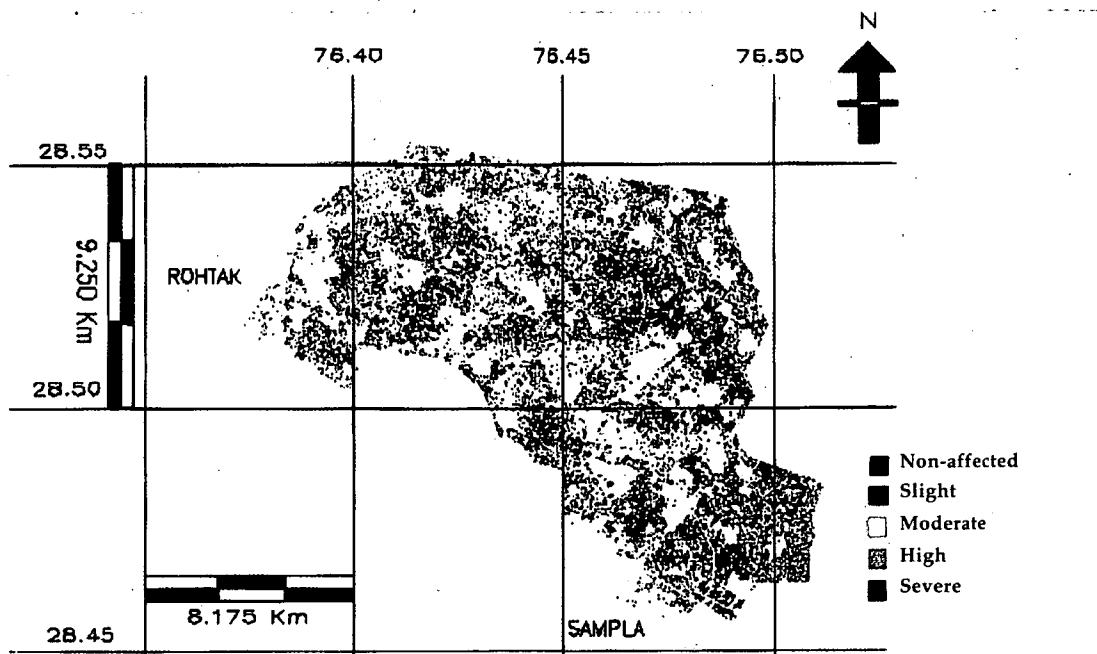 N
76.40 76.45 76.50
28.55
ROHTAK
9.250 Km
28.50
Non-affected
Slight
Moderate
High
Severe
8.175 Km
28.45
SAMPLA